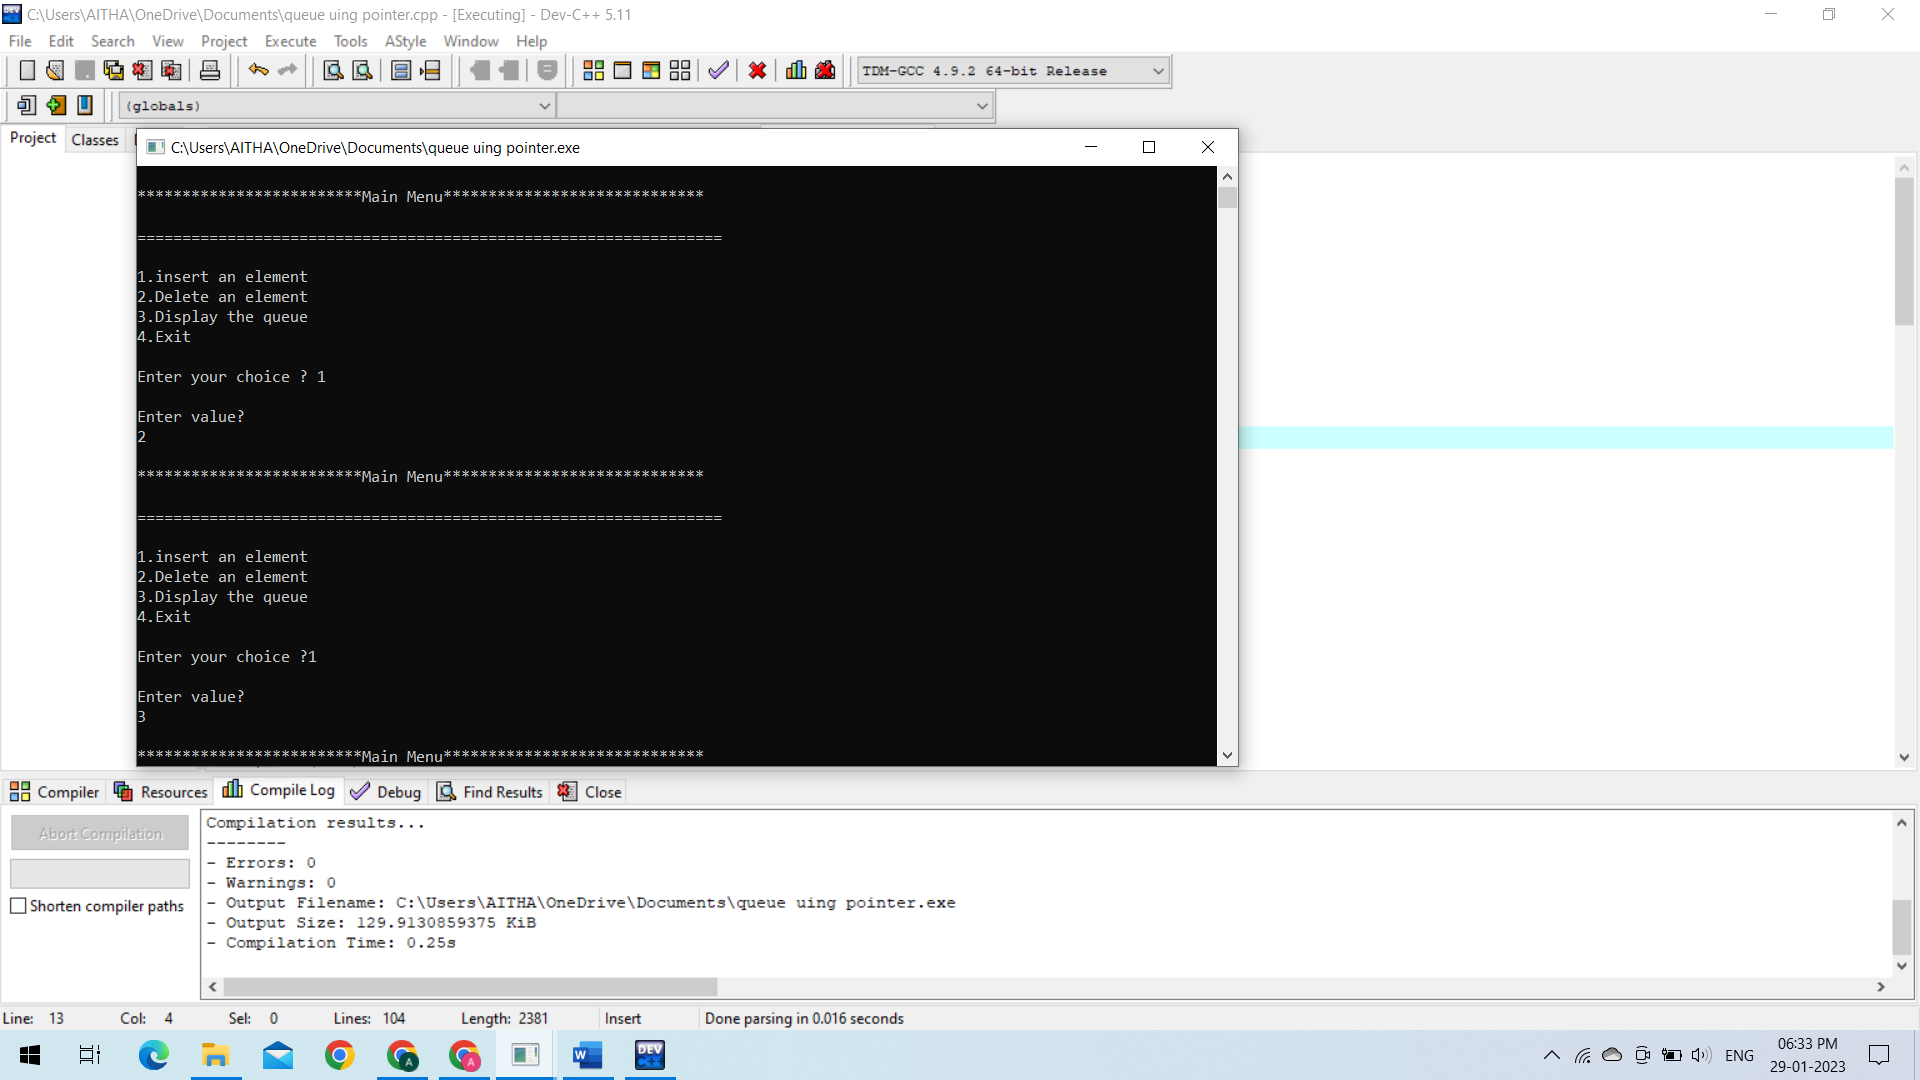 C:\Users\AITHA\OneDrive\Documents\queue uing pointer.cpp - [Executing] - Dev-C++ 5.11
File Edit Search View Project Execute Tools AStyle Window Help
TDM-GCC 4.9.2 64-bit Release
(globals)
Project Classes
C:\Users\AITHA\OneDrive\Documents\queue uing pointer.exe
*************************Main Menu*****************************
=================================================================
1.insert an element
2.Delete an element
3.Display the queue
4.Exit
Enter your choice ? 1
Enter value?
2
*************************Main Menu*****************************
=================================================================
1.insert an element
2.Delete an element
3.Display the queue
4.Exit
Enter your choice ?1
Enter value?
3
*************************Main Menu*****************************
Compiler Resources Compile Log Debug Find Results Close
Abort Compilation
Shorten compiler paths
Compilation results...
--------
- Errors: 0
- Warnings: 0
- Output Filename: C:\Users\AITHA\OneDrive\Documents\queue uing pointer.exe
- Output Size: 129.9130859375 KiB
- Compilation Time: 0.25s
Line: 13 Col: 4 Sel: 0 Lines: 104 Length: 2381 Insert Done parsing in 0.016 seconds
ENG
06:33 PM
29-01-2023